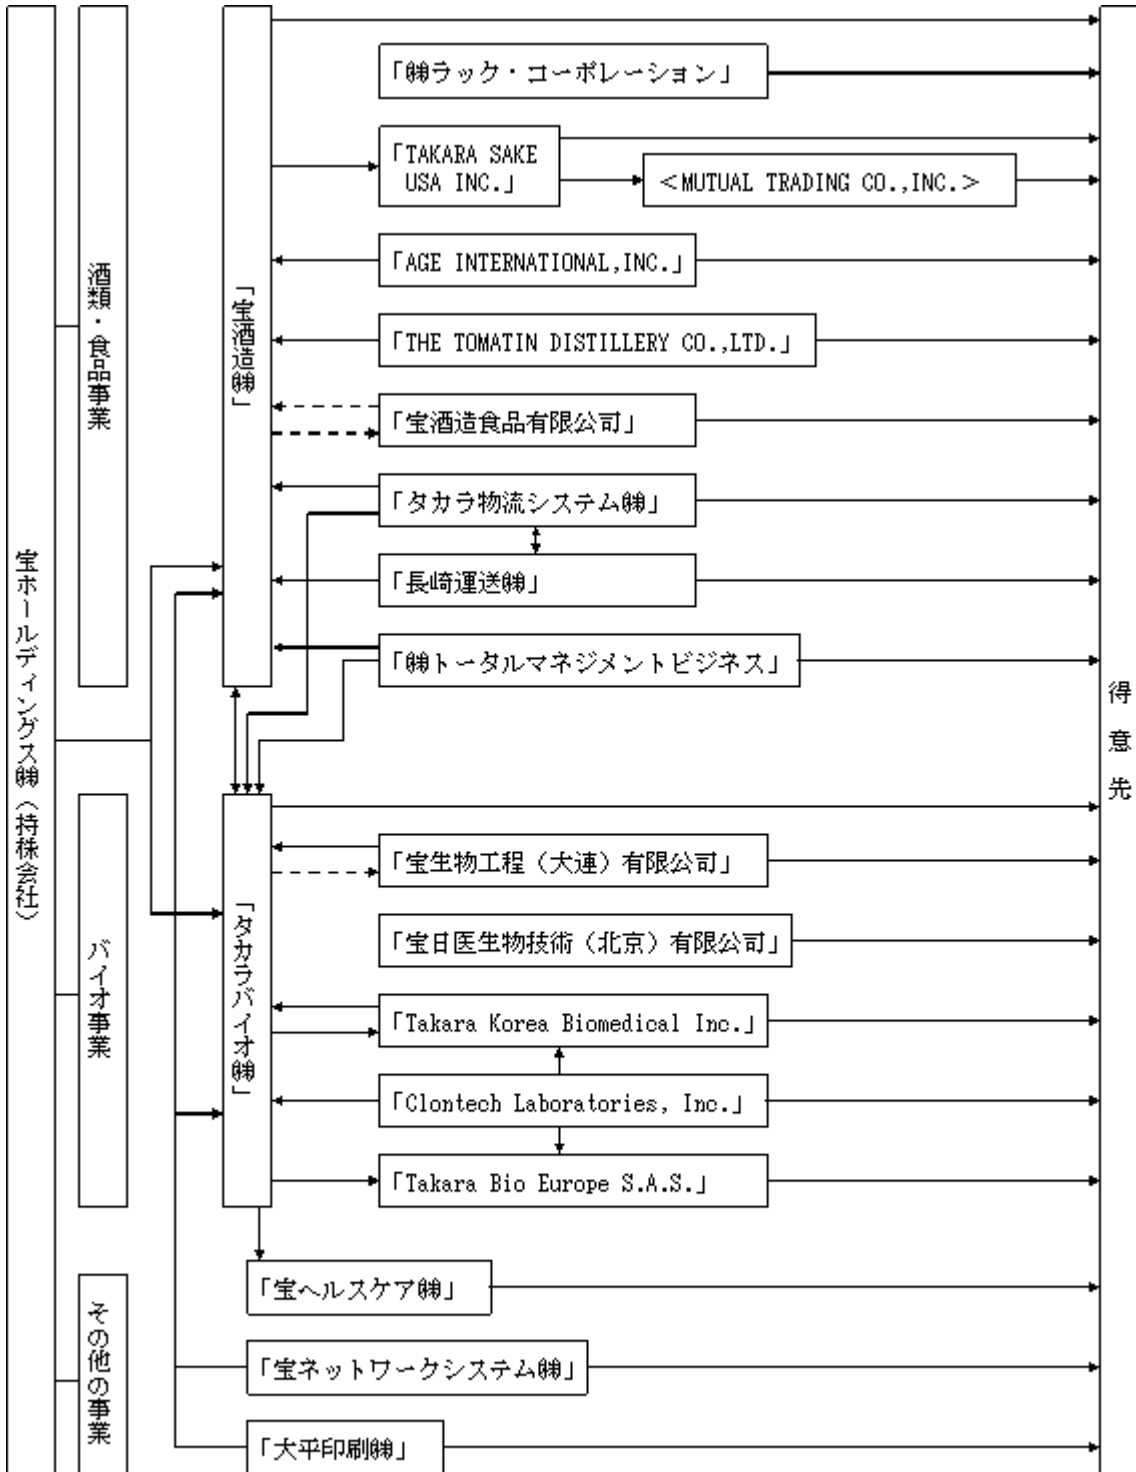 宝ホールディングス㈱（持株会社）
酒類・食品事業
「宝酒造㈱」
「㈱ラック・コーポレーション」
「TAKARA SAKE
USA INC.」
＜MUTUAL TRADING CO.,INC.＞
「AGE INTERNATIONAL,INC.」
「THE TOMATIN DISTILLERY CO.,LTD.」
「宝酒造食品有限公司」
「タカラ物流システム㈱」
「長崎運送㈱」
「㈱トータルマネジメントビジネス」
得意先
バイオ事業
「タカラバイオ㈱」
「宝生物工程（大連）有限公司」
「宝日医生物技術（北京）有限公司」
「Takara Korea Biomedical Inc.」
「Clontech Laboratories, Inc.」
「Takara Bio Europe S.A.S.」
その他の事業
「宝ヘルスケア㈱」
「宝ネットワークシステム㈱」
「大平印刷㈱」